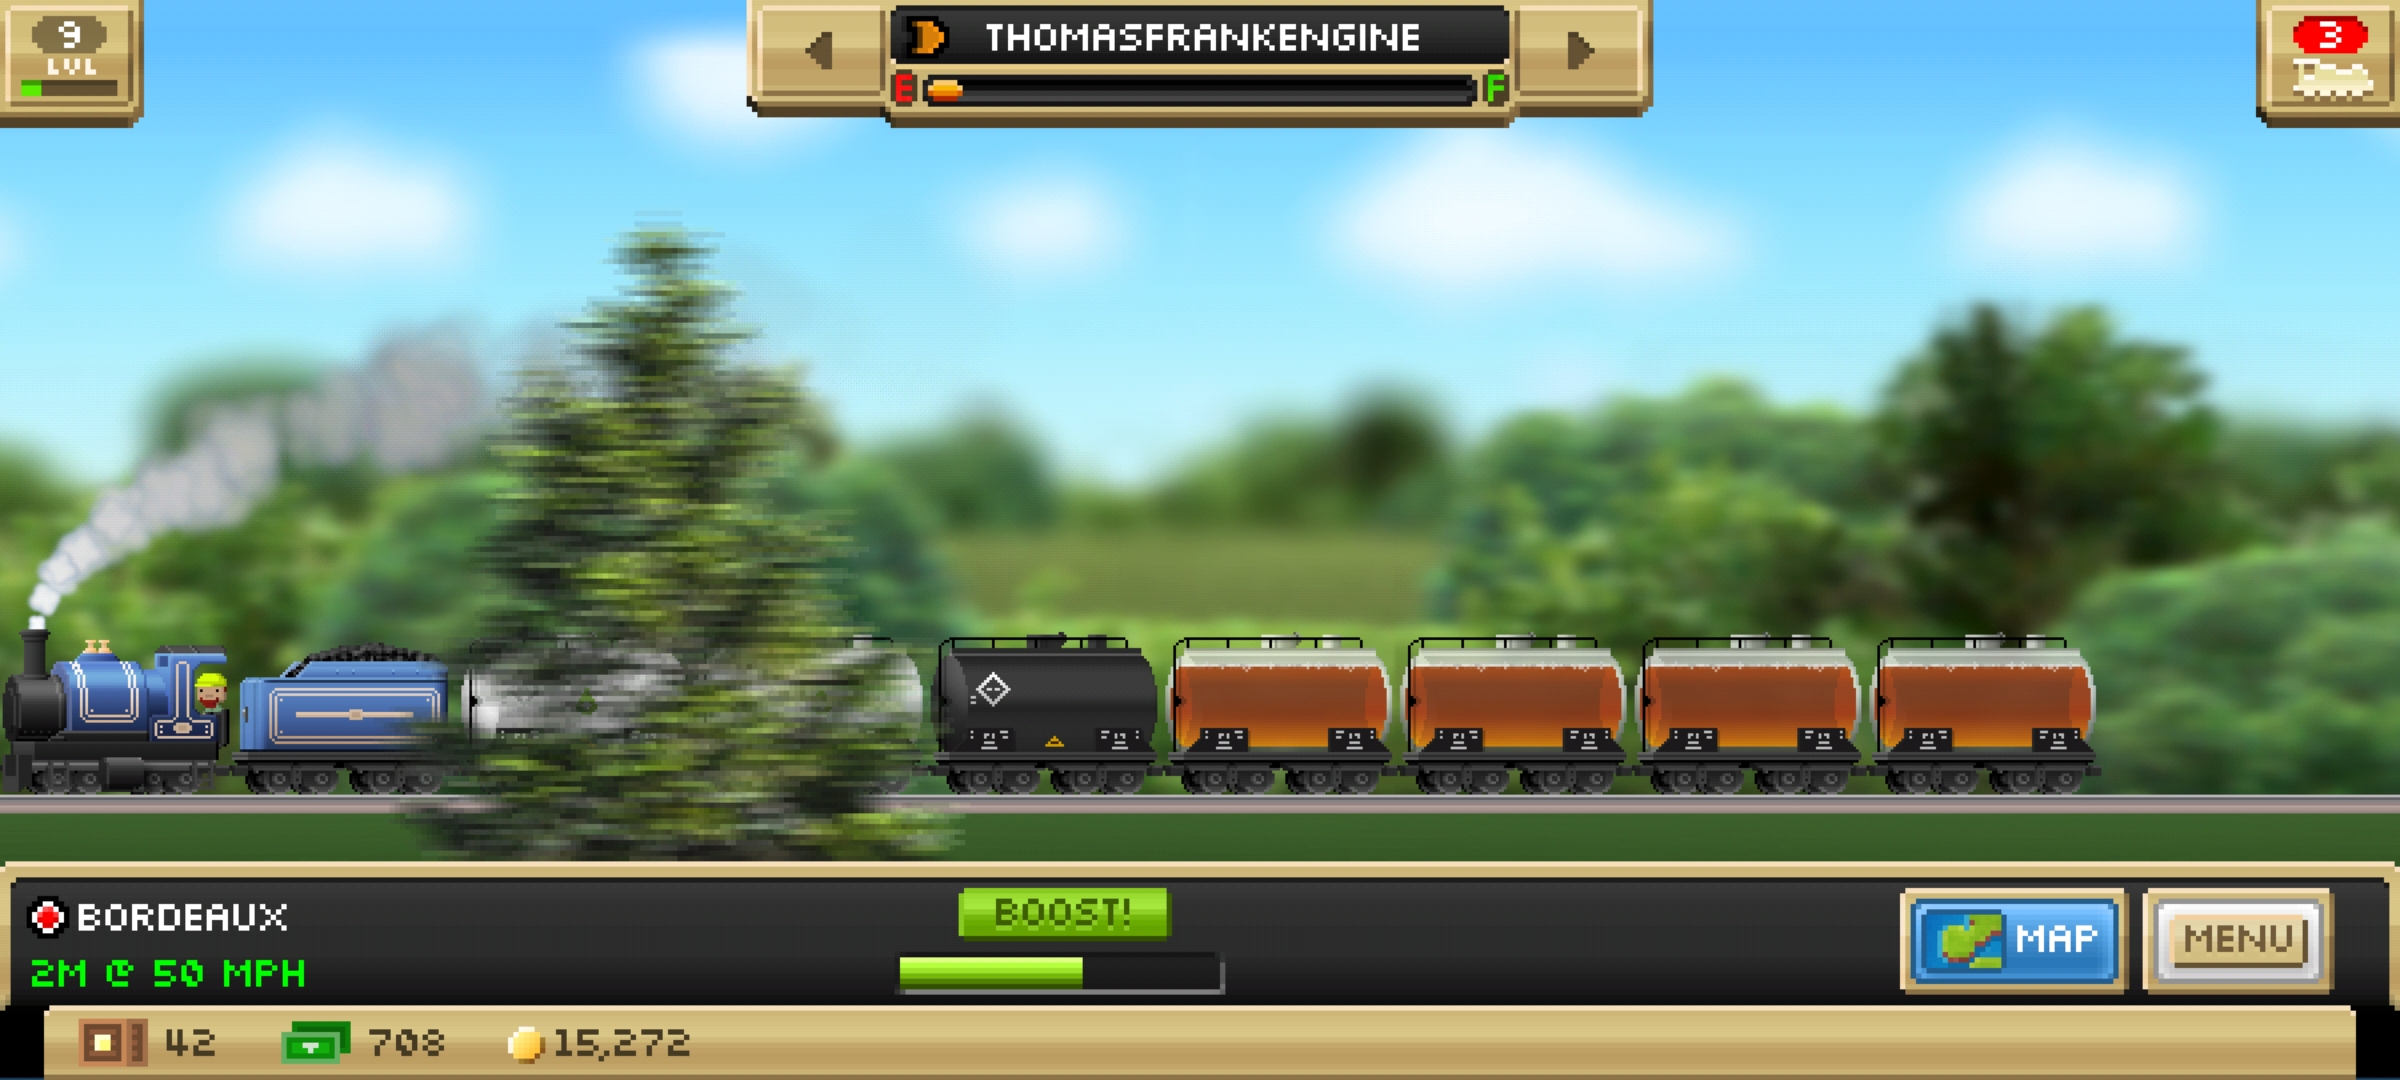 9
LVL
THOMASFRANKENGINE
E F
3
BORDEAUX
2M @ 50 MPH
BOOST!
MAP
MENU
42
708
15,272